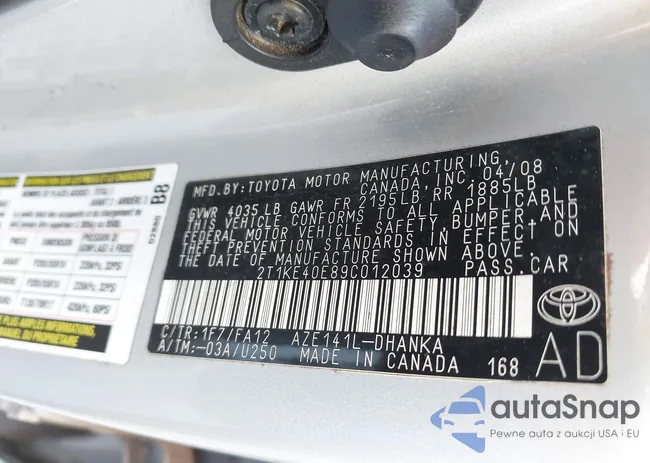 MFD.BY:TOYOTA MOTOR MANUFACTURING,
CANADA, INC. 04/08
GVWR 4035LB GAWR FR 2195LB RR 1885LB
THIS VEHICLE CONFORMS TO ALL APPLICABLE
FEDERAL MOTOR VEHICLE SAFETY, BUMPER, AND
THEFT PREVENTION STANDARDS IN EFFECT ON
THE DATE OF MANUFACTURE SHOWN ABOVE.
2T1KE40E89C012039 PASS.CAR
C/TR:1F7/FA12 AZE141L-DHANKA
A/TM:-03A/U250 MADE IN CANADA 168
AD
02890 B8
autaSnap
Pewne auta z aukcji USA i EU